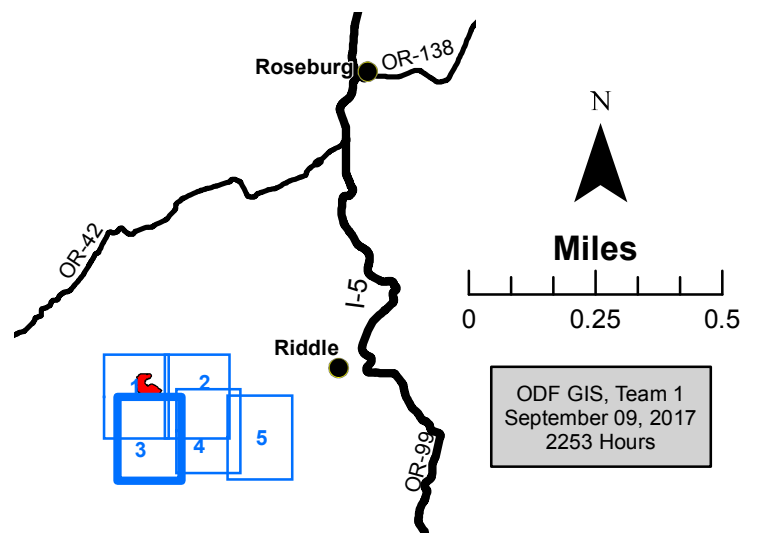 Roseburg
OR-138
N
OR-42
Miles
I-5
0 0.25 0.5
Riddle
1 2
3 4 5
OR-99
ODF GIS, Team 1
September 09, 2017
2253 Hours